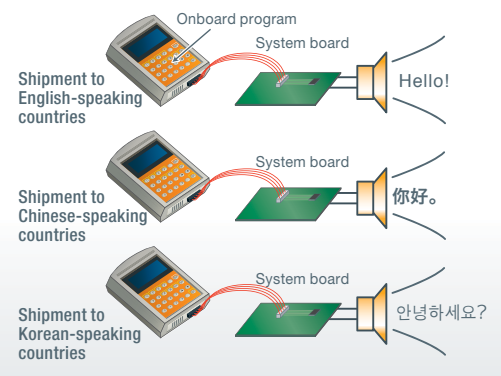 Onboard program
System board
Shipment to
English-speaking
countries
Hello!
System board
Shipment to
Chinese-speaking
countries
你好。
System board
Shipment to
Korean-speaking
countries
안녕하세요?